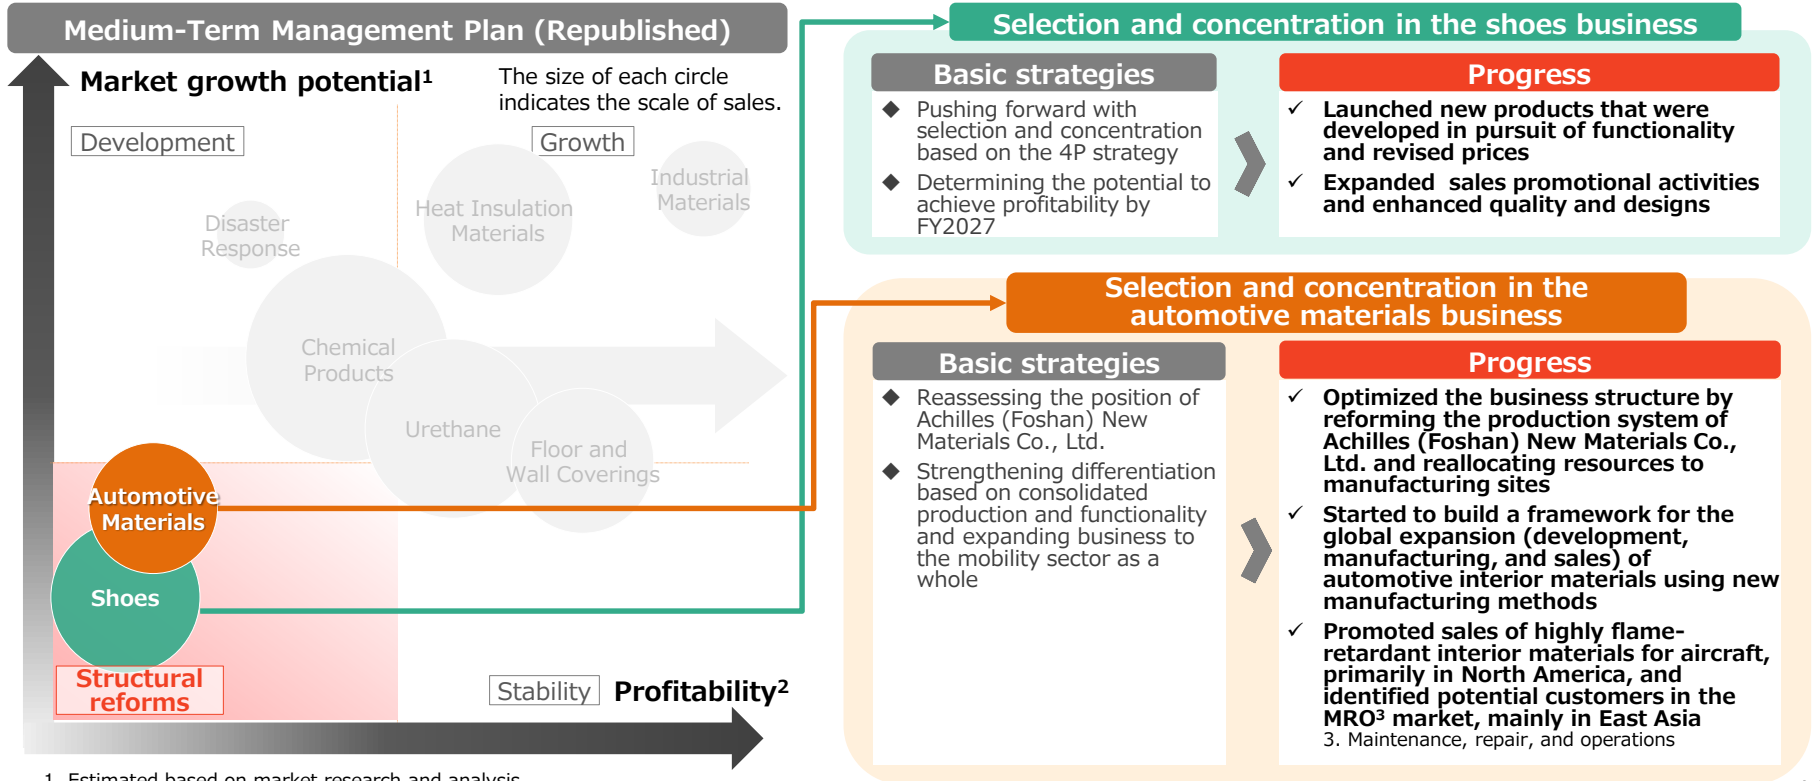 Medium-Term Management Plan (Republished)
Market growth potential1
The size of each circle
indicates the scale of sales.
Development
Growth
Disaster
Response
Heat Insulation
Materials
Industrial
Materials
Chemical
Products
Urethane
Floor and
Wall Coverings
Automotive
Materials
Shoes
Structural
reforms
Stability
Profitability2
1. Estimated based on market research and analysis
Selection and concentration in the shoes business
Basic strategies
◆ Pushing forward with
selection and concentration
based on the 4P strategy
◆ Determining the potential to
achieve profitability by
FY2027
Progress
✓ Launched new products that were
developed in pursuit of functionality
and revised prices
✓ Expanded sales promotional activities
and enhanced quality and designs
Selection and concentration in the
automotive materials business
Basic strategies
◆ Reassessing the position of
Achilles (Foshan) New
Materials Co., Ltd.
◆ Strengthening differentiation
based on consolidated
production and functionality
and expanding business to
the mobility sector as a
whole
Progress
✓ Optimized the business structure by
reforming the production system of
Achilles (Foshan) New Materials Co.,
Ltd. and reallocating resources to
manufacturing sites
✓ Started to build a framework for the
global expansion (development,
manufacturing, and sales) of
automotive interior materials using new
manufacturing methods
✓ Promoted sales of highly flame-
retardant interior materials for aircraft,
primarily in North America, and
identified potential customers in the
MRO3 market, mainly in East Asia
3. Maintenance, repair, and operations